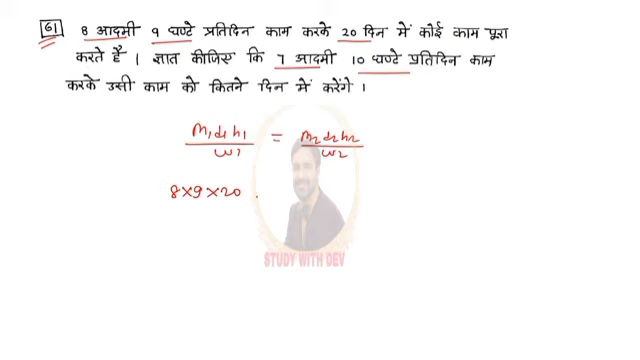 61 8 आदमी 9 घण्टे प्रतिदिन काम करके 20 दिन में कोई काम पूरा
करते है । ज्ञात कीजिए कि 7 आदमी 10 घण्टे प्रतिदिन काम
करके उसी काम को कितने दिन में करेंगे ।
M₁d₁h₁ / w₁ = M₂d₂h₂ / w₂
8×9×20
STUDY WITH DEV